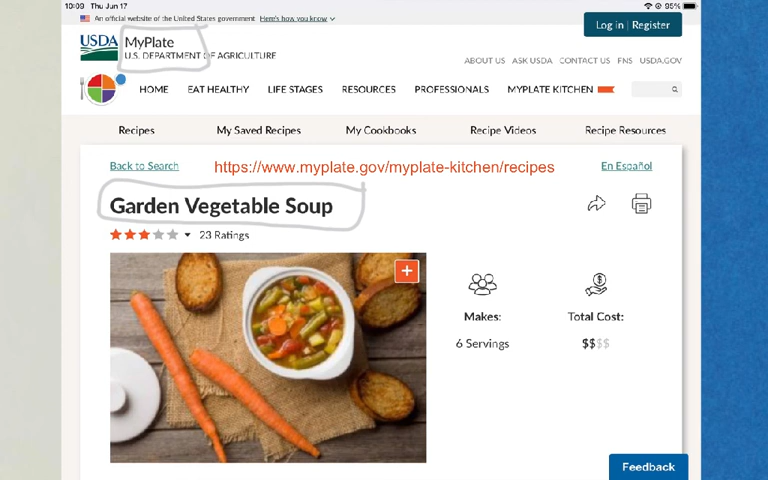 10:09 Thu Jun 17 95%
An official website of the United States government Here's how you know
Log in | Register
USDA MyPlate
U.S. DEPARTMENT OF AGRICULTURE
ABOUT US ASK USDA CONTACT US FNS USDA.GOV
HOME EAT HEALTHY LIFE STAGES RESOURCES PROFESSIONALS MYPLATE KITCHEN
Recipes My Saved Recipes My Cookbooks Recipe Videos Recipe Resources
Back to Search https://www.myplate.gov/myplate-kitchen/recipes En Español
Garden Vegetable Soup
23 Ratings
Makes: Total Cost:
6 Servings $$$$
Feedback